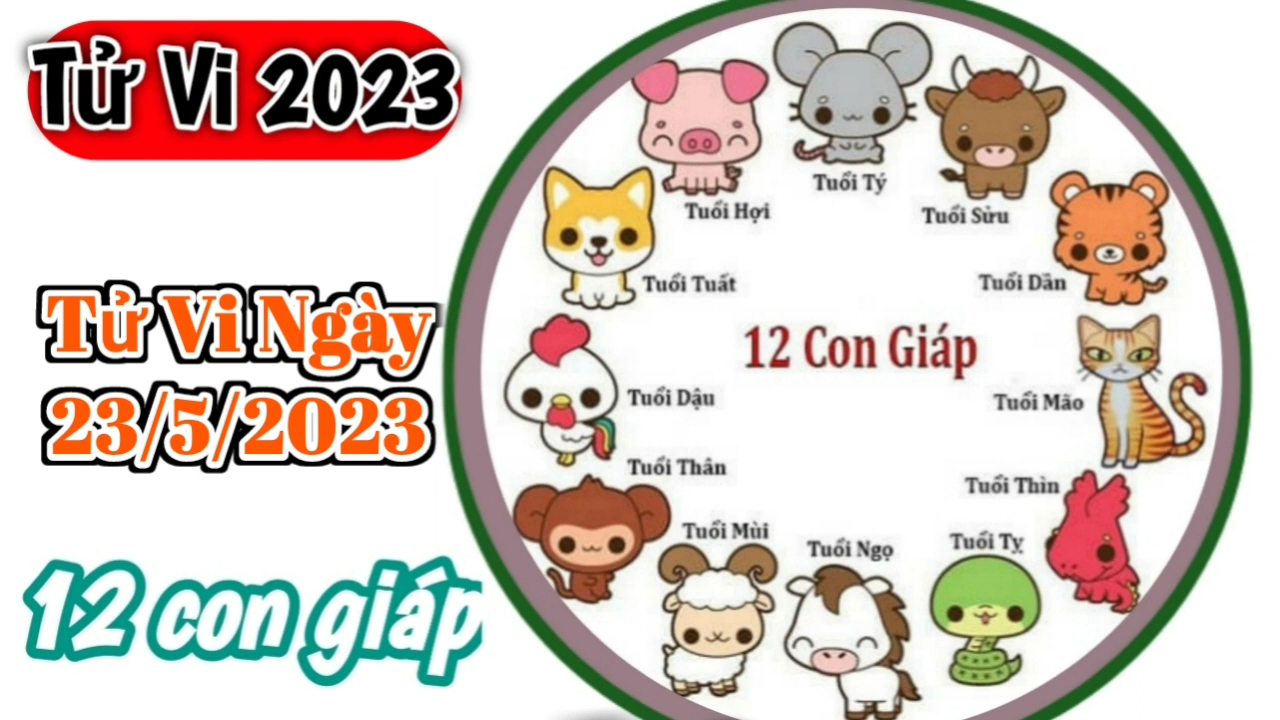 Tử Vi 2023
Tử Vi Ngày
23/5/2023
12 con giáp
Tuổi Tý
Tuổi Hợi
Tuổi Sửu
Tuổi Tuất
Tuổi Dần
12 Con Giáp
Tuổi Dậu
Tuổi Mão
Tuổi Thân
Tuổi Thìn
Tuổi Mùi
Tuổi Ngọ
Tuổi Tỵ